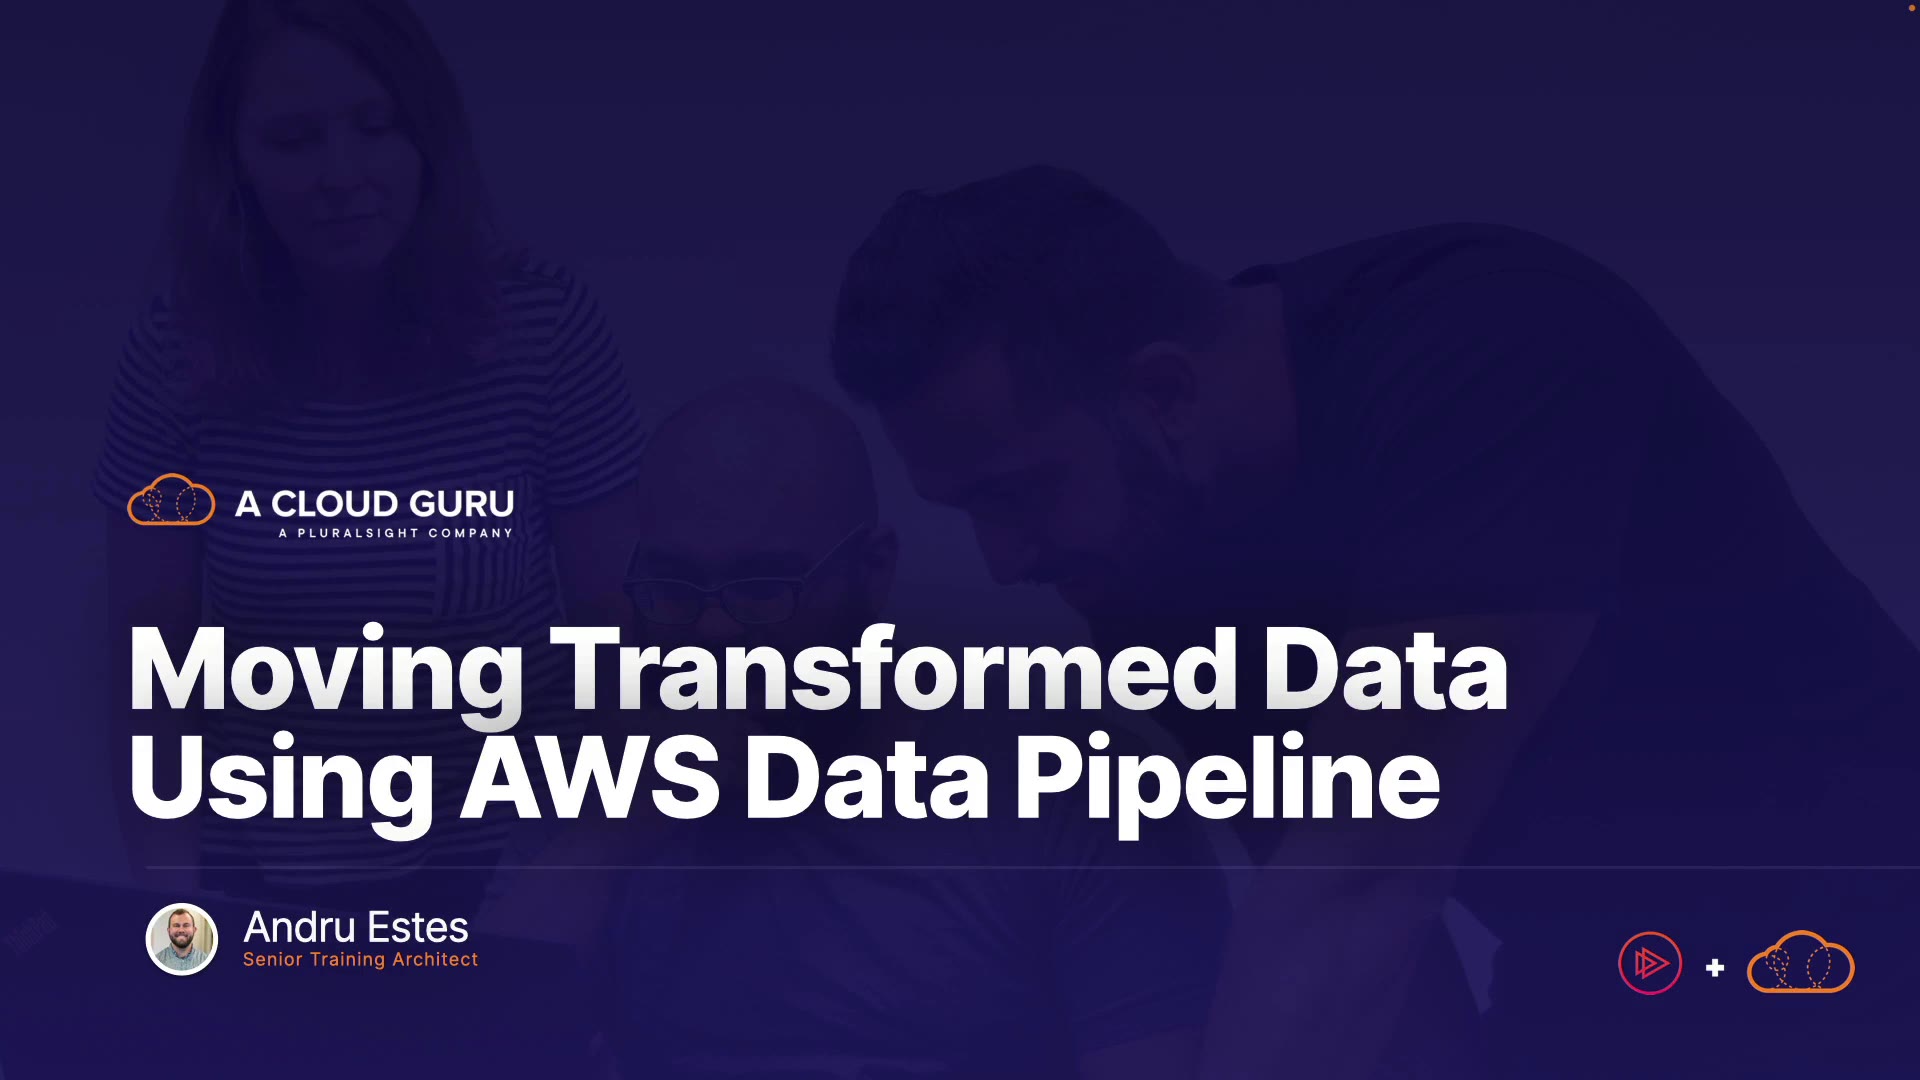 A CLOUD GURU
A PLURALSIGHT COMPANY
Moving Transformed Data
Using AWS Data Pipeline
Andru Estes
Senior Training Architect
+